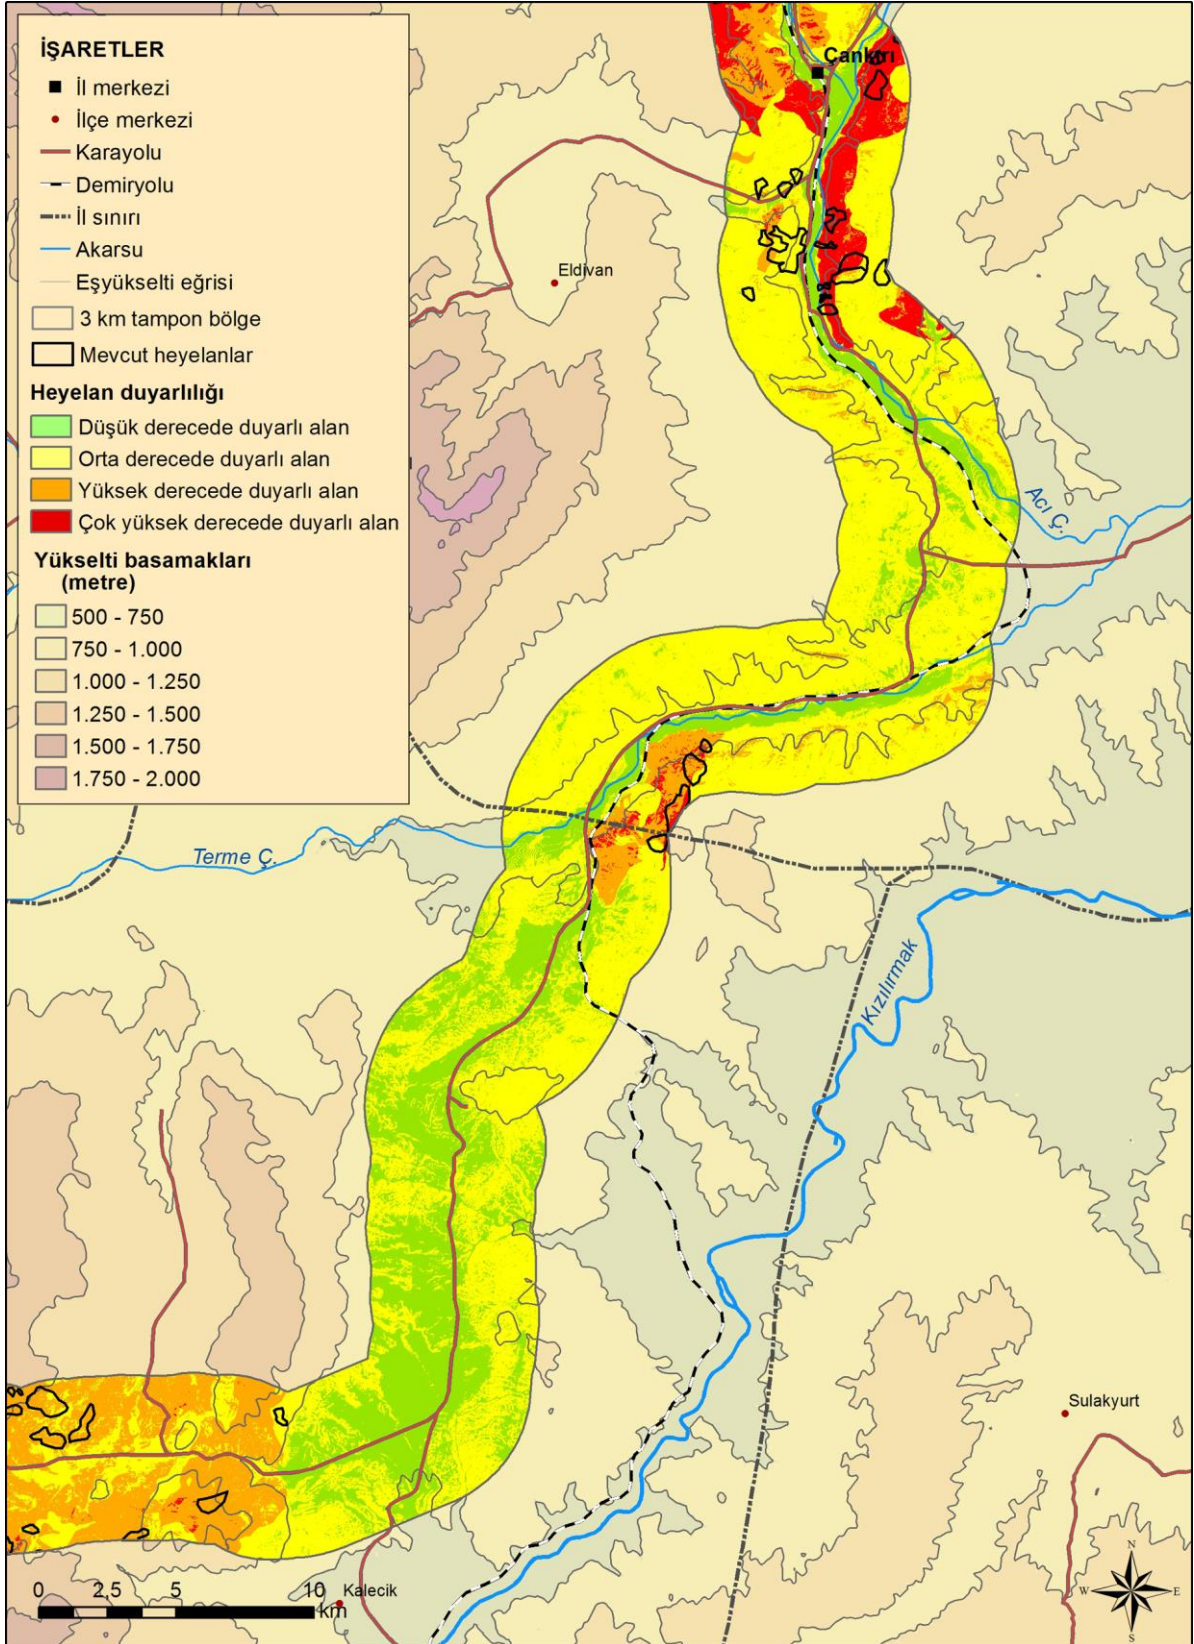 İŞARETLER
İl merkezi
İlçe merkezi
Karayolu
Demiryolu
İl sınırı
Akarsu
Eşyükselti eğrisi
3 km tampon bölge
Mevcut heyelanlar
Heyelan duyarlılığı
Düşük derecede duyarlı alan
Orta derecede duyarlı alan
Yüksek derecede duyarlı alan
Çok yüksek derecede duyarlı alan
Yükselti basamakları
(metre)
500 - 750
750 - 1.000
1.000 - 1.250
1.250 - 1.500
1.500 - 1.750
1.750 - 2.000
Çankırı
Eldivan
Acı Ç.
Terme Ç.
Kızılırmak
Sulakyurt
Kalecik
0 2,5 5 10
km
N
W E
S